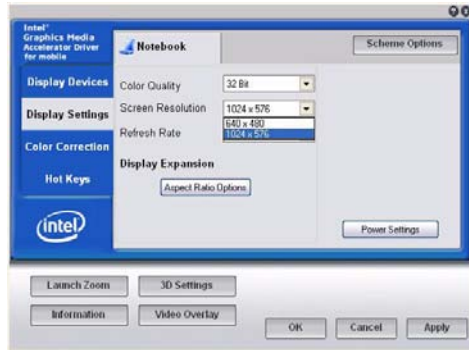 Intel®
Graphics Media
Accelerator Driver
for mobile
Notebook
Scheme Options
Display Devices
Display Settings
Color Correction
Hot Keys
Color Quality
32 Bit
Screen Resolution
1024 x 576
640 x 480
1024 x 576
Refresh Rate
Display Expansion
Aspect Ratio Options
intel
Power Settings
Launch Zoom
3D Settings
Information
Video Overlay
OK
Cancel
Apply